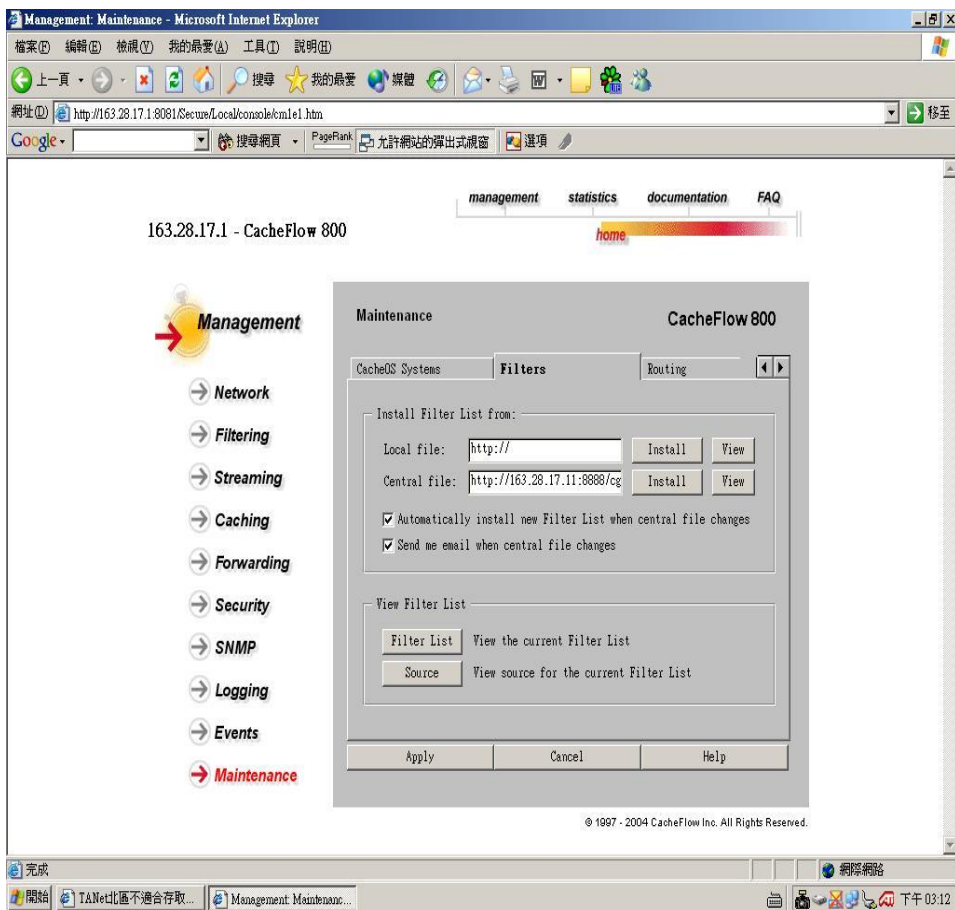 Management: Maintenance - Microsoft Internet Explorer
檔案(F) 編輯(E) 檢視(V) 我的最愛(A) 工具(T) 說明(H)
上一頁 搜尋 我的最愛 媒體
網址(D) http://163.28.17.1:8081/Secure/Local/console/cm1e1.htm 移至
Google 搜尋網頁 PageRank 允許網站的彈出式視窗 選項
management statistics documentation FAQ
163.28.17.1 - CacheFlow 800
home
Management
Network
Filtering
Streaming
Caching
Forwarding
Security
SNMP
Logging
Events
Maintenance
Maintenance CacheFlow 800
CacheOS Systems Filters Routing
Install Filter List from:
Local file: http:// Install View
Central file: http://163.28.17.11:8888/cg Install View
Automatically install new Filter List when central file changes
Send me email when central file changes
View Filter List
Filter List View the current Filter List
Source View source for the current Filter List
Apply Cancel Help
© 1997 - 2004 CacheFlow Inc. All Rights Reserved.
完成 網際網路
開始 TANet北區不適合存取... Management: Maintenanc... 下午 03:12